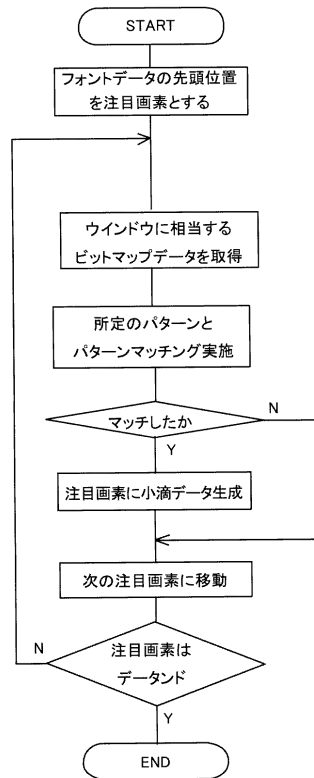 START
フォントデータの先頭位置
を注目画素とする
ウインドウに相当する
ビットマップデータを取得
所定のパターンと
パターンマッチング実施
マッチしたか
N
Y
注目画素に小滴データ生成
次の注目画素に移動
注目画素は
データンド
N
Y
END